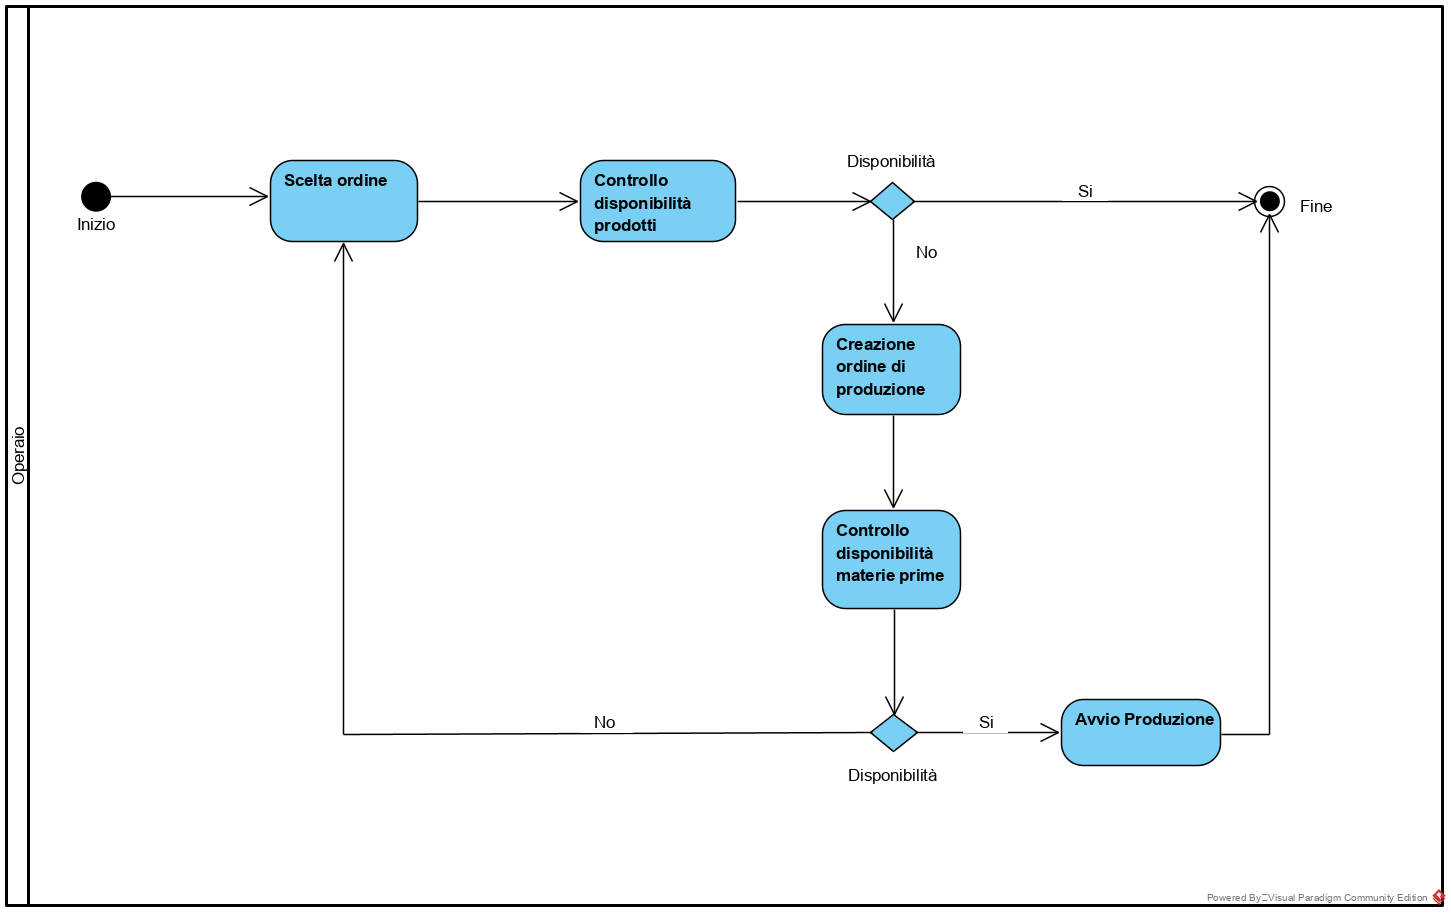 Operaio
Inizio
Scelta ordine
Controllo
disponibilità
prodotti
Disponibilità
Si
Fine
No
Creazione
ordine di
produzione
Controllo
disponibilità
materie prime
No
Disponibilità
Si
Avvio Produzione
Powered By Visual Paradigm Community Edition